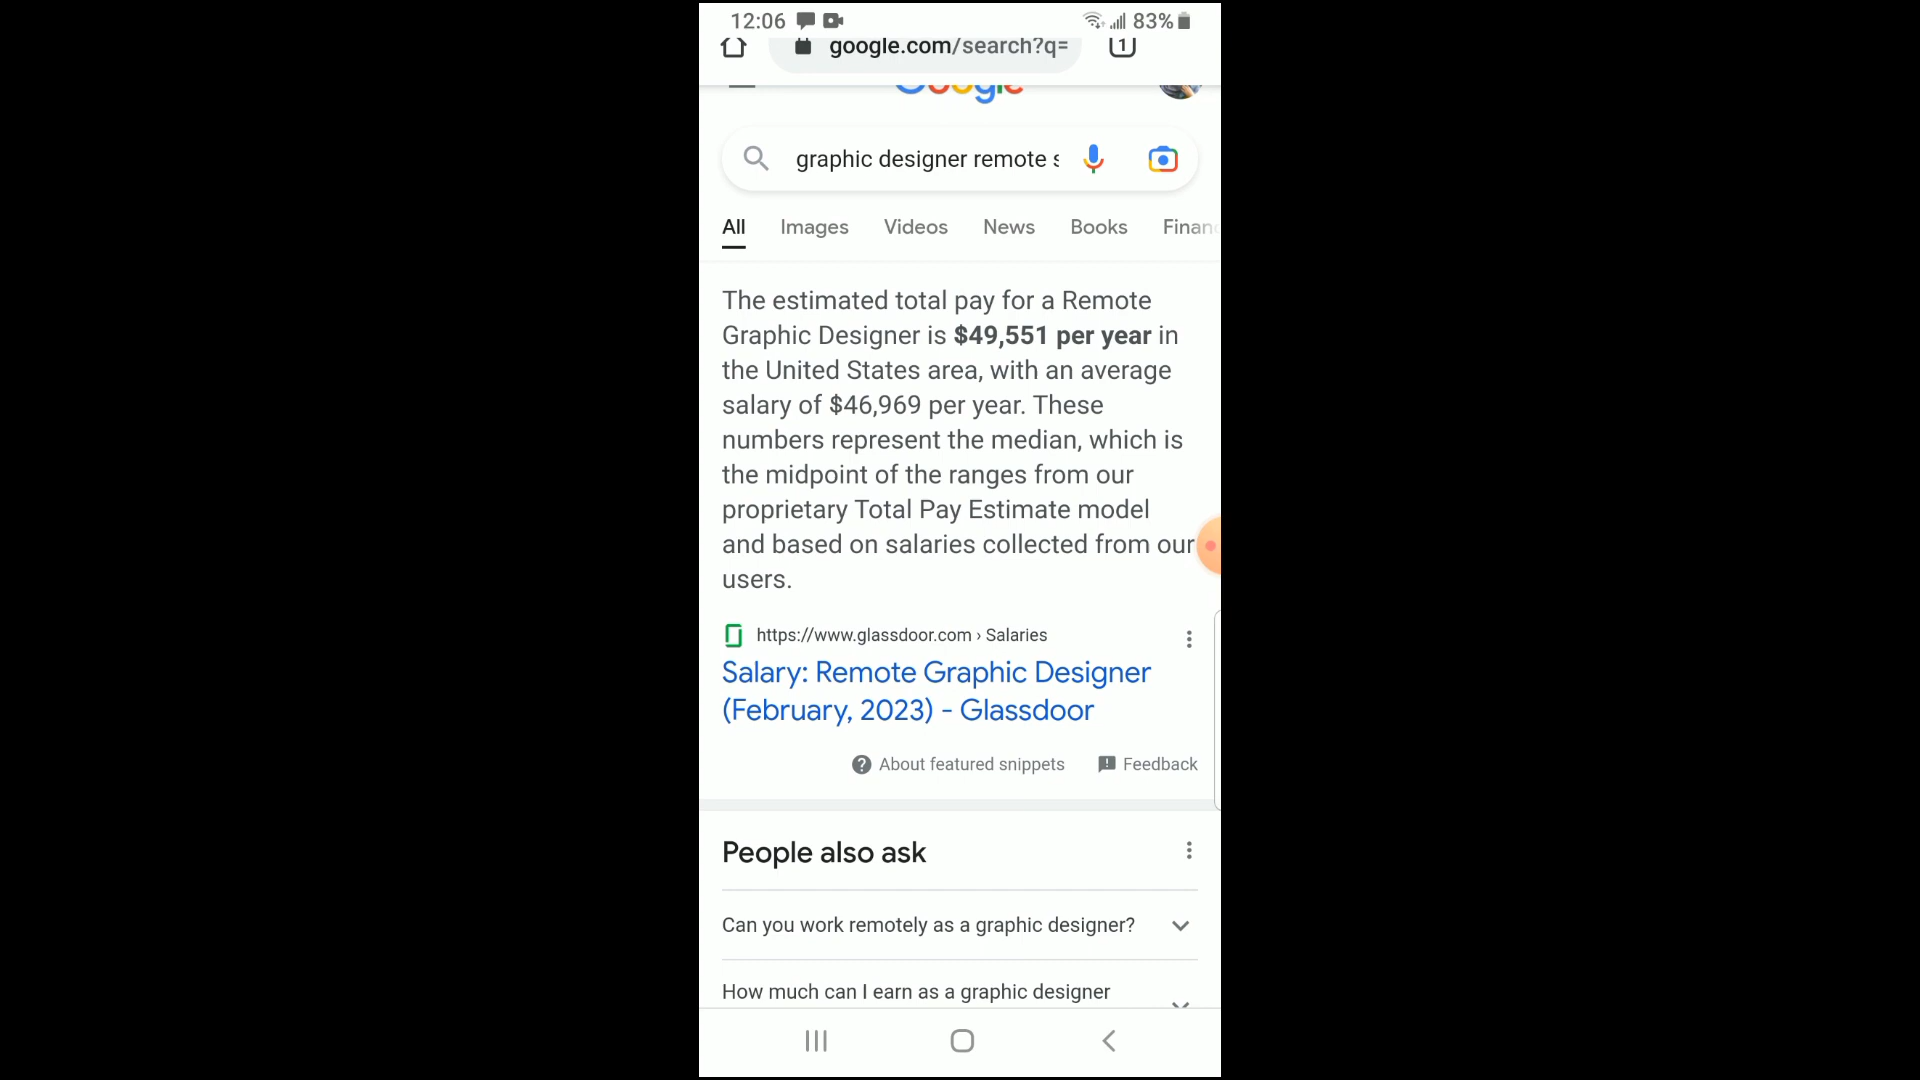 12:06 83%
google.com/search?q= 1
Google
graphic designer remote s
All Images Videos News Books Finan
The estimated total pay for a Remote
Graphic Designer is $49,551 per year in
the United States area, with an average
salary of $46,969 per year. These
numbers represent the median, which is
the midpoint of the ranges from our
proprietary Total Pay Estimate model
and based on salaries collected from our
users.
https://www.glassdoor.com › Salaries
Salary: Remote Graphic Designer
(February, 2023) - Glassdoor
About featured snippets Feedback
People also ask
Can you work remotely as a graphic designer?
How much can I earn as a graphic designer